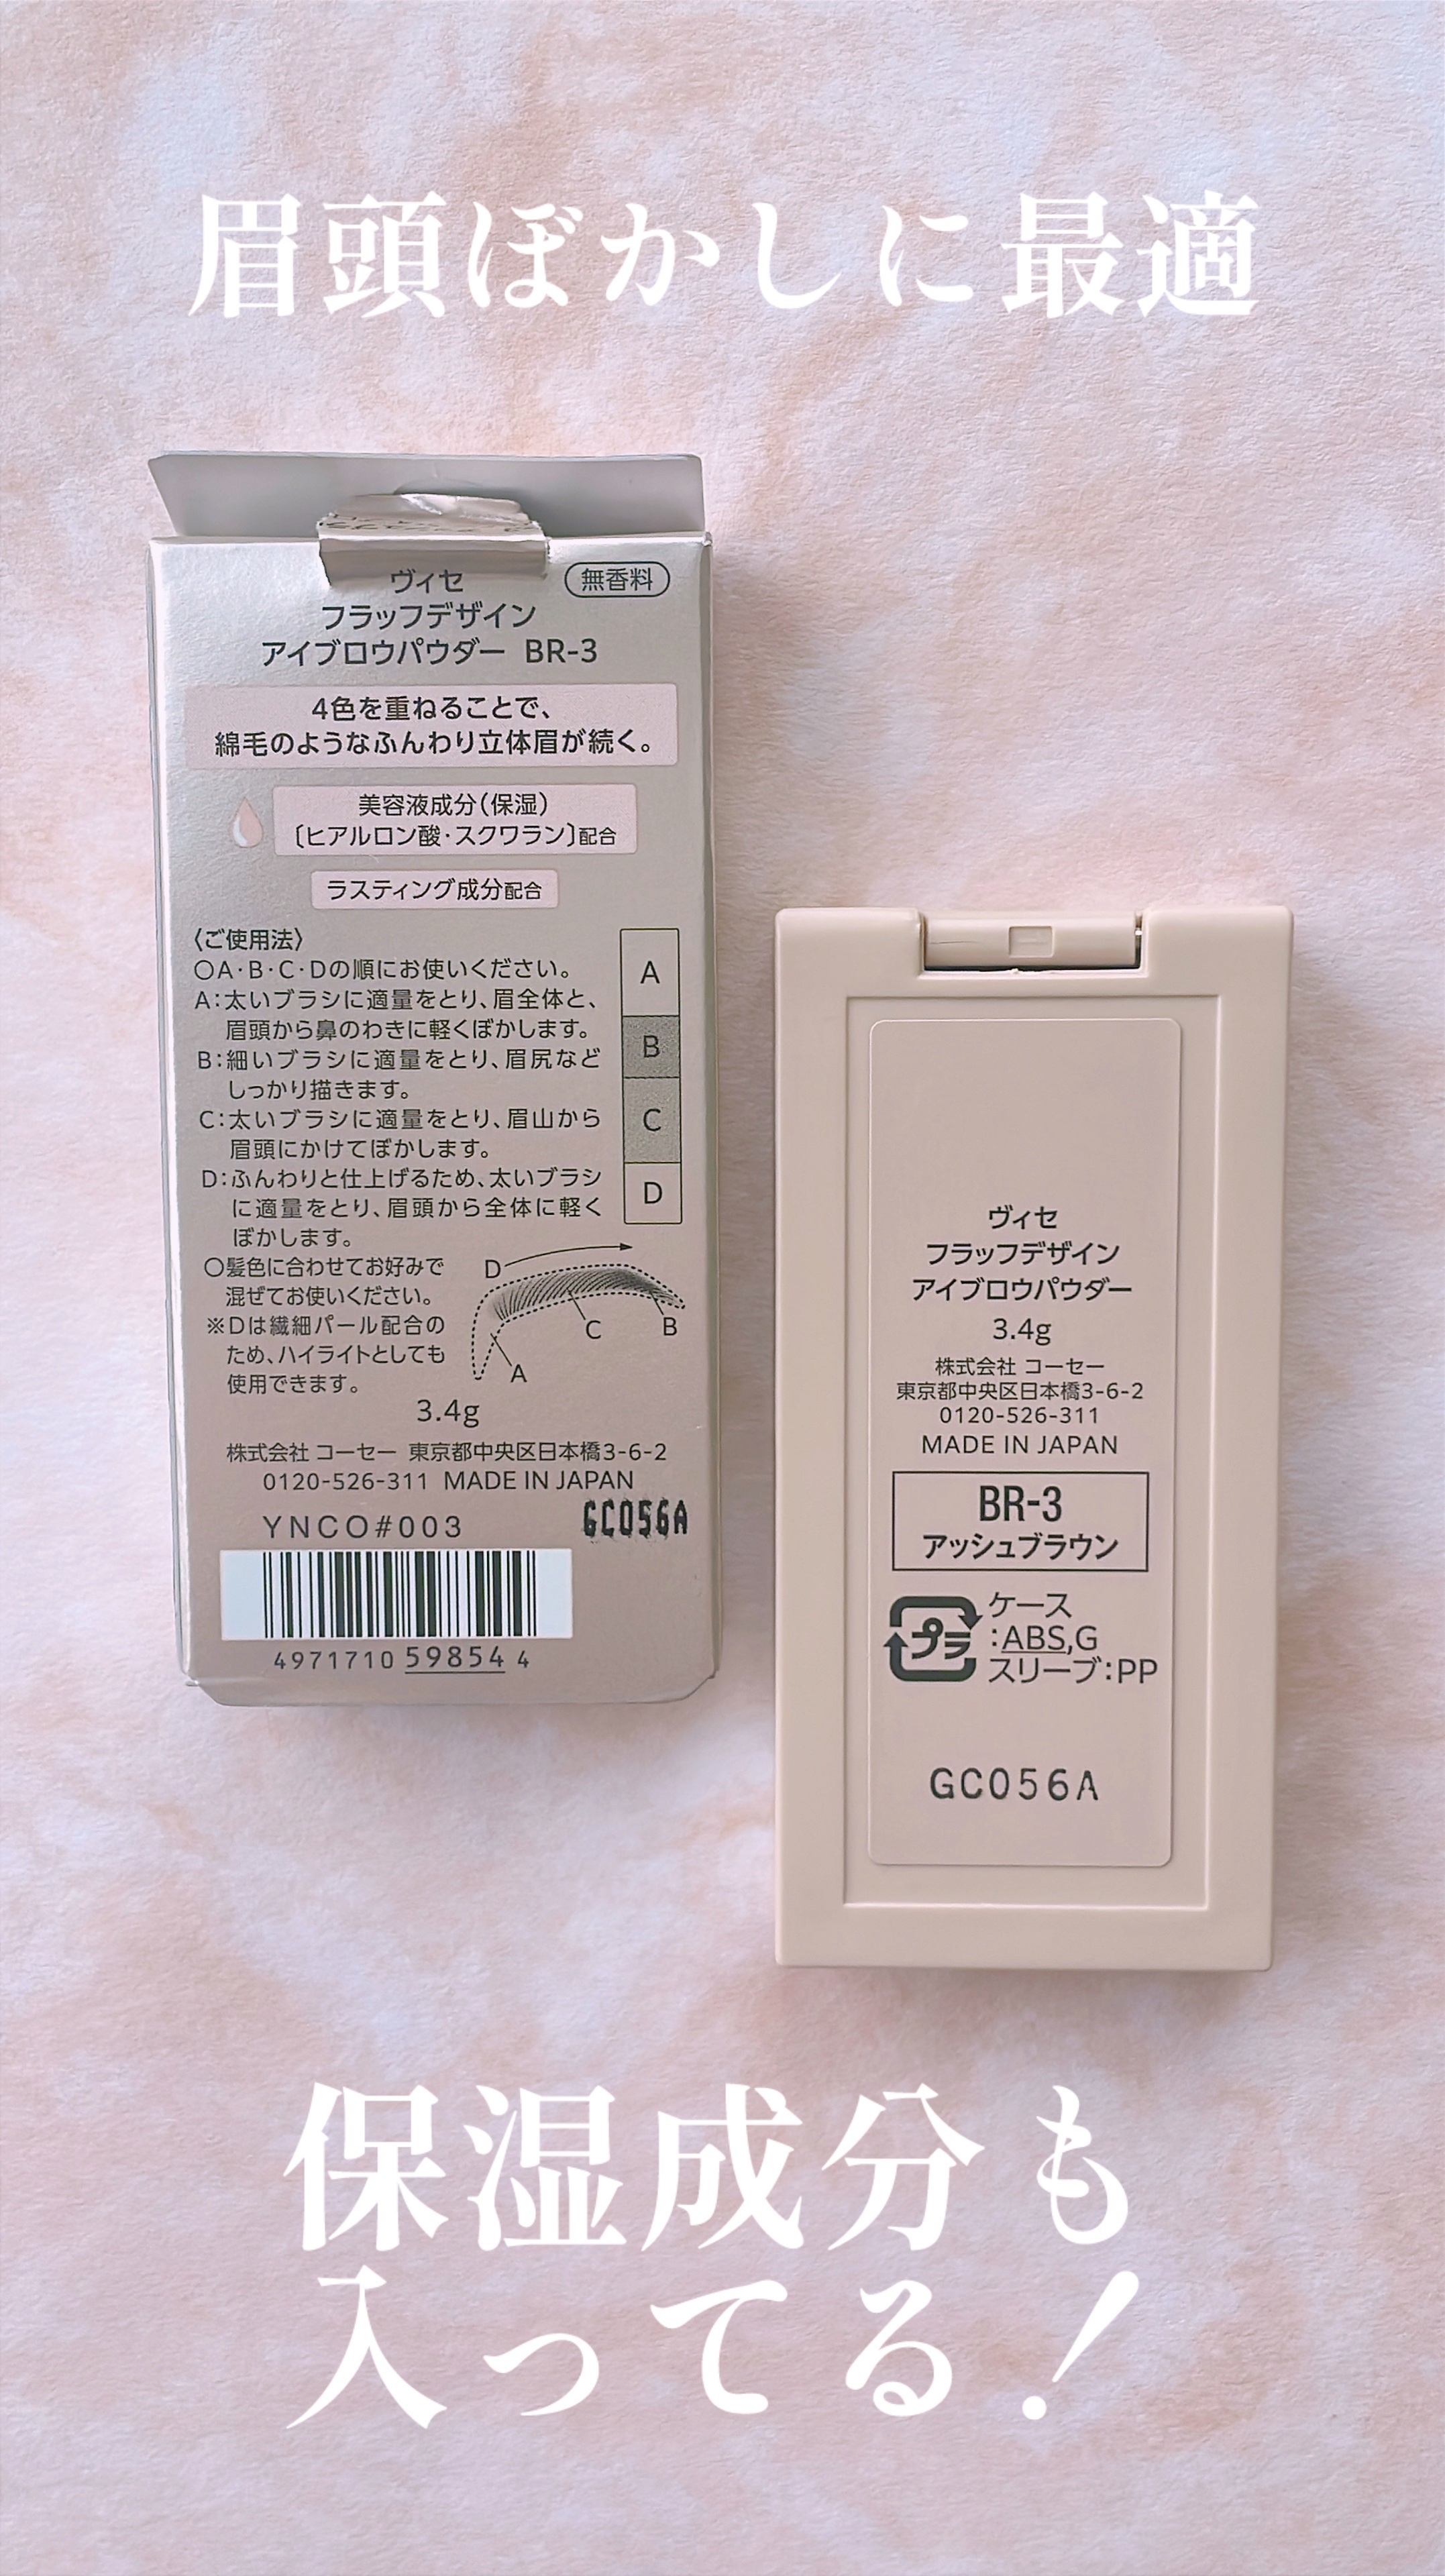 眉頭ぼかしに最適
ヴィセ
無香料
フラッフデザイン
アイブロウパウダー BR-3
4色を重ねることで、
綿毛のようなふんわり立体眉が続く。
美容液成分(保湿)
〔ヒアルロン酸・スクワラン〕配合
ラスティング成分配合
〈ご使用法〉
○A・B・C・Dの順にお使いください。
A:太いブラシに適量をとり、眉全体と、
眉頭から鼻のわきに軽くぼかします。
B:細いブラシに適量をとり、眉尻など
しっかり描きます。
C:太いブラシに適量をとり、眉山から
眉頭にかけてぼかします。
D:ふんわりと仕上げるため、太いブラシ
に適量をとり、眉頭から全体に軽く
ぼかします。
○髪色に合わせてお好みで
混ぜてお使いください。
※Dは繊細パール配合の
ため、ハイライトとしても
使用できます。
A
B
C
D
D
C
B
A
3.4g
株式会社 コーセー 東京都中央区日本橋3-6-2
0120-526-311 MADE IN JAPAN
YNCO#003
GC056A
4971710 59854 4
ヴィセ
フラッフデザイン
アイブロウパウダー
3.4g
株式会社 コーセー
東京都中央区日本橋3-6-2
0120-526-311
MADE IN JAPAN
BR-3
アッシュブラウン
プラ
ケース
:ABS,G
スリーブ:PP
GC056A
保湿成分も
入ってる!